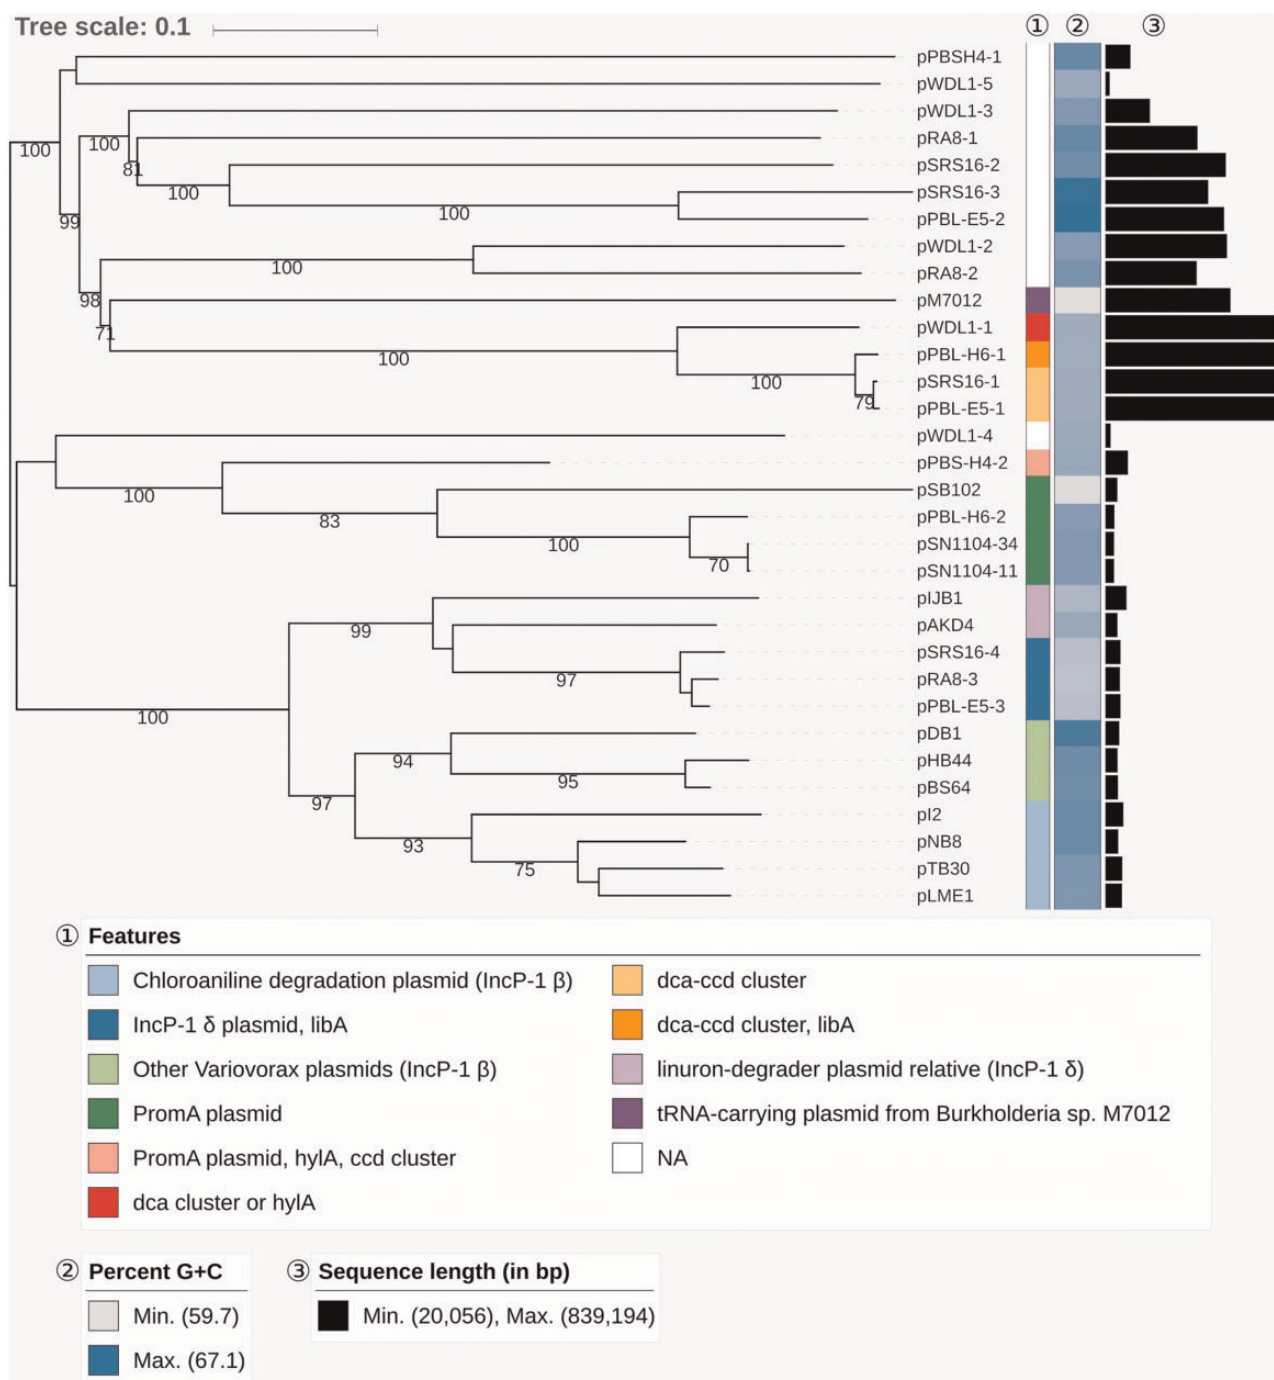 Tree scale: 0.1
① ② ③
pPBSH4-1
pWDL1-5
pWDL1-3
100
100
pRA8-1
81
pSRS16-2
100
pSRS16-3
100
99
pPBL-E5-2
pWDL1-2
100
pRA8-2
98
pM7012
71
pWDL1-1
100
pPBL-H6-1
100
pSRS16-1
79
pPBL-E5-1
pWDL1-4
pPBS-H4-2
100
pSB102
83
pPBL-H6-2
100
pSN1104-34
70
pSN1104-11
pIJB1
99
pAKD4
pSRS16-4
97
pRA8-3
pPBL-E5-3
100
pDB1
94
pHB44
95
pBS64
97
pI2
93
pNB8
75
pTB30
pLME1
① Features
Chloroaniline degradation plasmid (IncP-1 β)
dca-ccd cluster
IncP-1 δ plasmid, libA
dca-ccd cluster, libA
Other Variovorax plasmids (IncP-1 β)
linuron-degrader plasmid relative (IncP-1 δ)
PromA plasmid
tRNA-carrying plasmid from Burkholderia sp. M7012
PromA plasmid, hylA, ccd cluster
NA
dca cluster or hylA
② Percent G+C
Min. (59.7)
Max. (67.1)
③ Sequence length (in bp)
Min. (20,056), Max. (839,194)